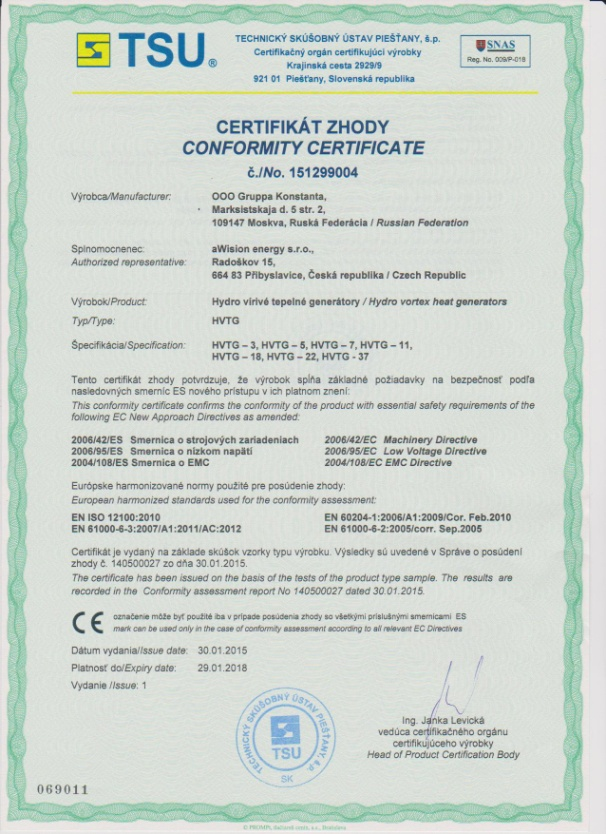 TSU®
TECHNICKÝ SKÚŠOBNÝ ÚSTAV PIEŠŤANY, š.p.
Certifikačný orgán certifikujúci výrobky
Krajinská cesta 2929/9
921 01 Piešťany, Slovenská republika
SNAS
Reg. No. 009/P-018
CERTIFIKÁT ZHODY
CONFORMITY CERTIFICATE
č./No. 151299004
Výrobca/Manufacturer: OOO Gruppa Konstanta,
Marksistskaja d. 5 str. 2,
109147 Moskva, Ruská Federácia / Russian Federation
Splnomocnenec: aWision energy s.r.o.,
Authorized representative: Radoškov 15,
664 83 Přibyslavice, Česká republika / Czech Republic
Výrobok/Product: Hydro vírivé tepelné generátory / Hydro vortex heat generators
Typ/Type: HVTG
Špecifikácia/Specification: HVTG – 3, HVTG – 5, HVTG – 7, HVTG – 11,
HVTG – 18, HVTG – 22, HVTG - 37
Tento certifikát zhody potvrdzuje, že výrobok spĺňa základné požiadavky na bezpečnosť podľa
nasledovných smerníc ES nového prístupu v ich platnom znení:
This conformity certificate confirms the conformity of the product with essential safety requirements of the
following EC New Approach Directives as amended:
2006/42/ES Smernica o strojových zariadeniach 2006/42/EC Machinery Directive
2006/95/ES Smernica o nízkom napätí 2006/95/EC Low Voltage Directive
2004/108/ES Smernica o EMC 2004/108/EC EMC Directive
Európske harmonizované normy použité pre posúdenie zhody:
European harmonized standards used for the conformity assessment:
EN ISO 12100:2010 EN 60204-1:2006/A1:2009/Cor. Feb.2010
EN 61000-6-3:2007/A1:2011/AC:2012 EN 61000-6-2:2005/corr. Sep.2005
Certifikát je vydaný na základe skúšok vzorky typu výrobku. Výsledky sú uvedené v Správe o posúdení
zhody č. 140500027 zo dňa 30.01.2015.
The certificate has been issued on the basis of the tests of the product type sample. The results are
recorded in the Conformity assessment report No 140500027 dated 30.01.2015.
CE označenie môže byť použité iba v prípade posúdenia zhody so všetkými príslušnými smernicami ES
mark can be used only in the case of conformity assessment according to all relevant EC Directives
Dátum vydania/Issue date: 30.01.2015
Platnosť do/Expiry date: 29.01.2018
Vydanie /Issue: 1
TECHNICKÝ SKÚŠOBNÝ ÚSTAV PIEŠŤANY, š.p.
TSU
SK
Ing. Janka Levická
vedúca certifikačného orgánu
certifikujúceho výrobky
Head of Product Certification Body
069011